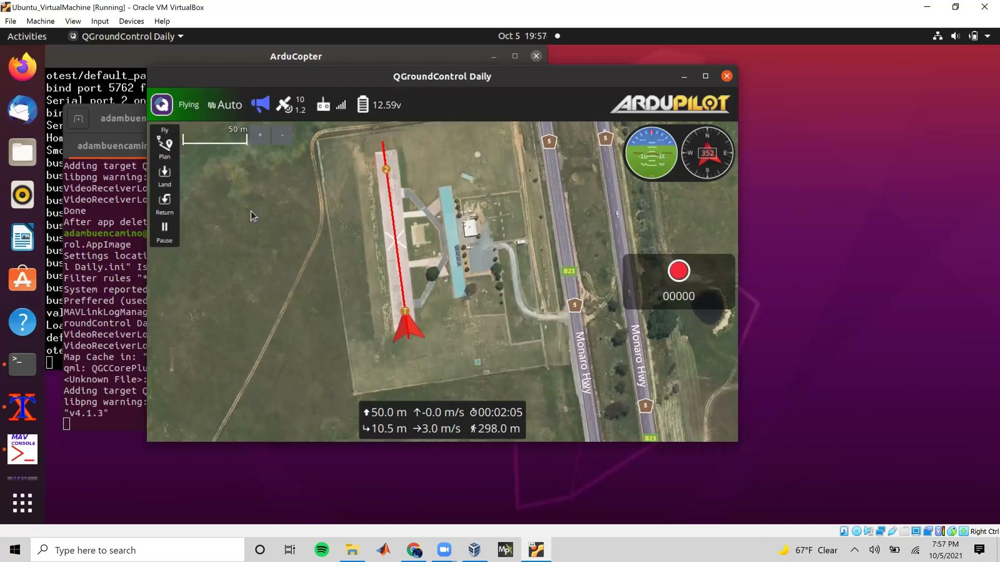 Ubuntu_VirtualMachine [Running] - Oracle VM VirtualBox
File Machine View Input Devices Help
Activities QGroundControl Daily Oct 5 19:57
ArduCopter
otest/default_pa
bind port 5762 f
Serial port 2 on
bin
Ser
Hom
Smo
bus
bus
bus
bus
bus
bus
bus
bus
bus
bus
bus
bus
val
Loa
def
ote
adambuen
adambuencamin
Adding target Q
libpng warning:
VideoReceiverLo
VideoReceiverLo
Done
After app delet
adambuencamino@
rol.AppImage
Settings locati
l Daily.ini" Is
Filter rules "*
System reported
Preffered (used
MAVLinkLogManag
roundControl Da
VideoReceiverLo
VideoReceiverLo
Map Cache in: "
qml: QGCCorePlu
<Unknown File>:
Adding target Q
libpng warning:
"v4.1.3"
QGroundControl Daily
Flying Auto 10 1.2 12.59v ARDUPILOT
Fly
Plan
Land
Return
Pause
50 m
+ -
2
T
5
5
5
5
B23
B23
Monaro Hwy
Monaro Hwy
N
W 352 E
S
00000
50.0 m -0.0 m/s 00:02:05
10.5 m 3.0 m/s 298.0 m
MAV
CONSOLE
Right Ctrl
Type here to search
Mp
64
67°F Clear
7:57 PM
10/5/2021